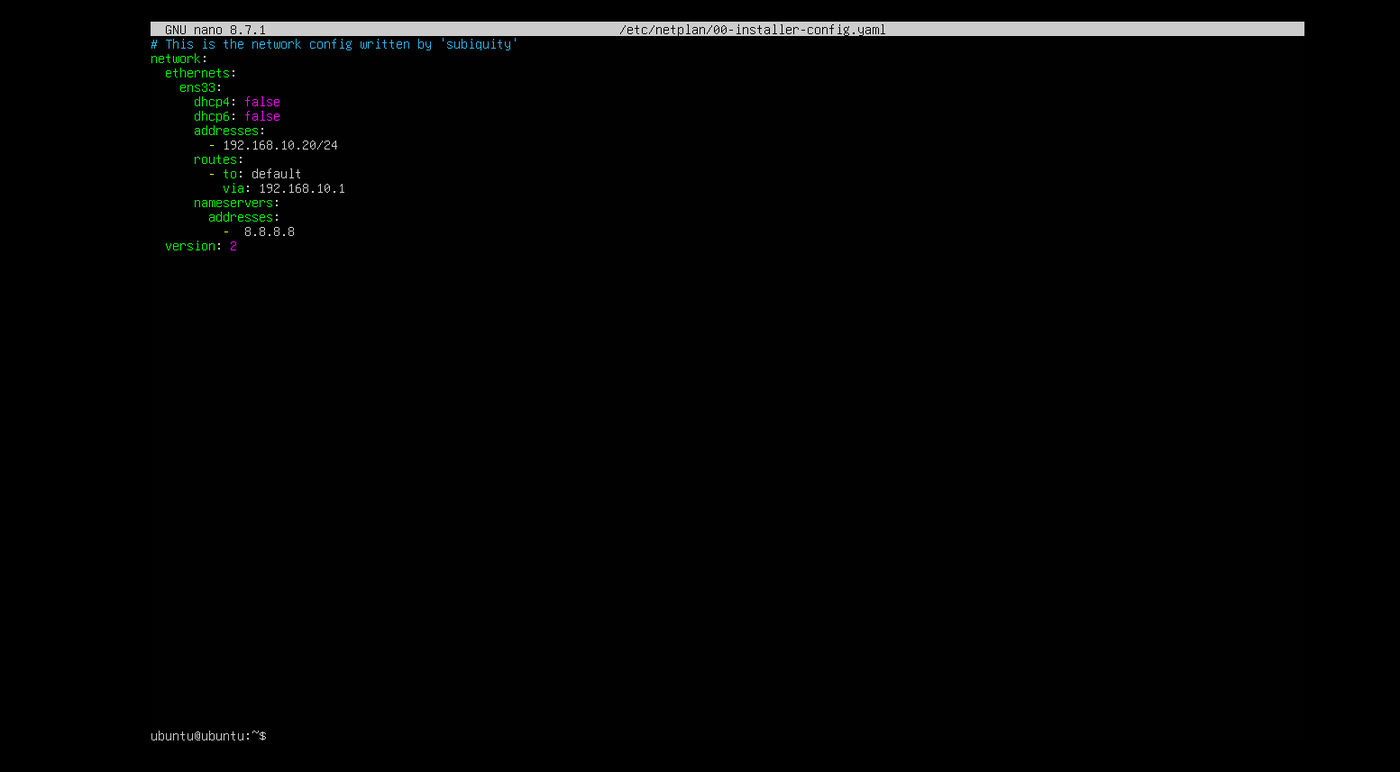 GNU nano 8.7.1 /etc/netplan/00-installer-config.yaml
# This is the network config written by 'subiquity'
network:
  ethernets:
    ens33:
      dhcp4: false
      dhcp6: false
      addresses:
        - 192.168.10.20/24
      routes:
        - to: default
          via: 192.168.10.1
      nameservers:
        addresses:
          -  8.8.8.8
  version: 2
ubuntu@ubuntu:~$